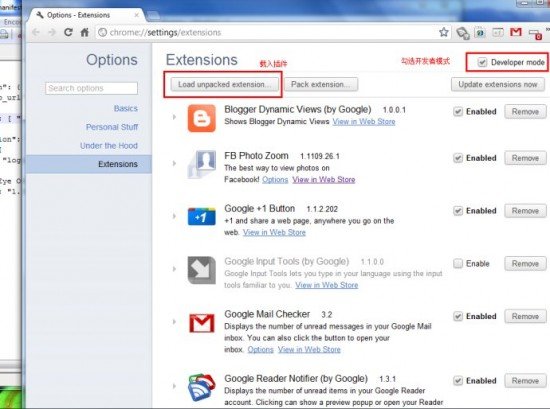 manifest
Options - Extensions
chrome://settings/extensions
Options
Search options
Basics
Personal Stuff
Under the Hood
Extensions
Extensions
载入插件
勾选开发者模式
Developer mode
Load unpacked extension...
Pack extension...
Update extensions now
Blogger Dynamic Views (by Google) 1.0.0.1
Shows Blogger Dynamic Views View in Web Store
Enabled
Remove
FB Photo Zoom 1.1109.26.1
The best way to view photos on
Facebook! Options View in Web Store
Enabled
Remove
Google +1 Button 1.1.2.202
+1 and share a web page, anywhere you go on the
web. View in Web Store
Enabled
Remove
Google Input Tools (by Google) 1.1.0.0
Google Input Tools lets you type in your language using the input
tools familiar to you. View in Web Store
Enable
Remove
Google Mail Checker 3.2
Displays the number of unread messages in your Google Mail
inbox. You can also click the button to open your
inbox. Options View in Web Store
Enabled
Remove
Google Reader Notifier (by Google) 1.3.1
Displays the number of unread items in your Google Reader
account. Clicking can show a preview popup or open your Reader
Enabled
Remove